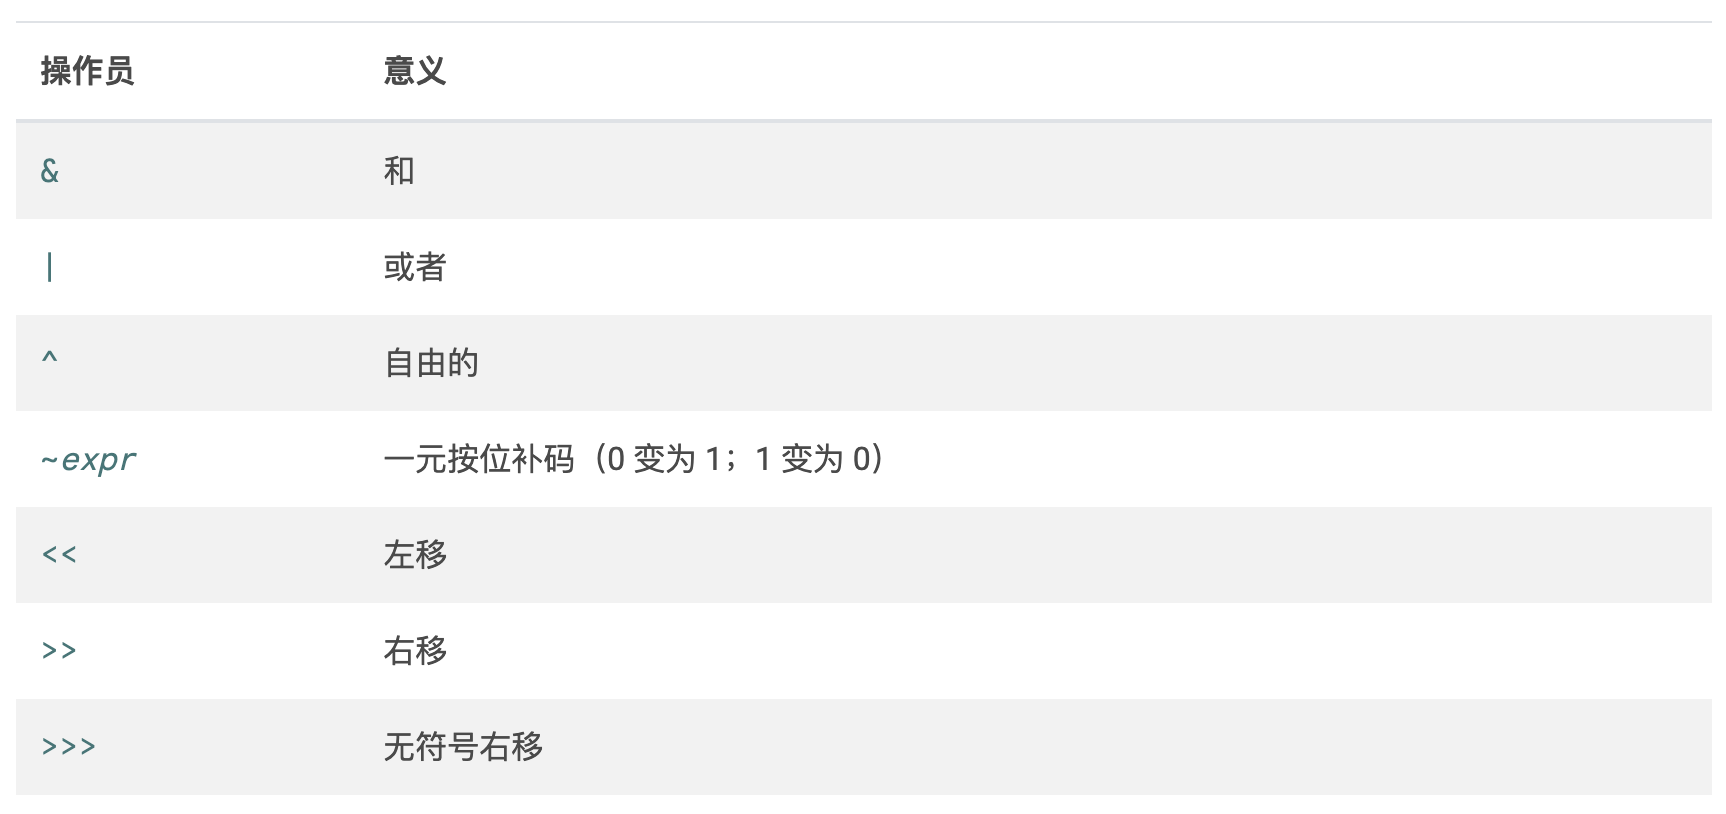 操作员 意义
& 和
| 或者
^ 自由的
~expr 一元按位补码（0 变为 1；1 变为 0）
<< 左移
>> 右移
>>> 无符号右移